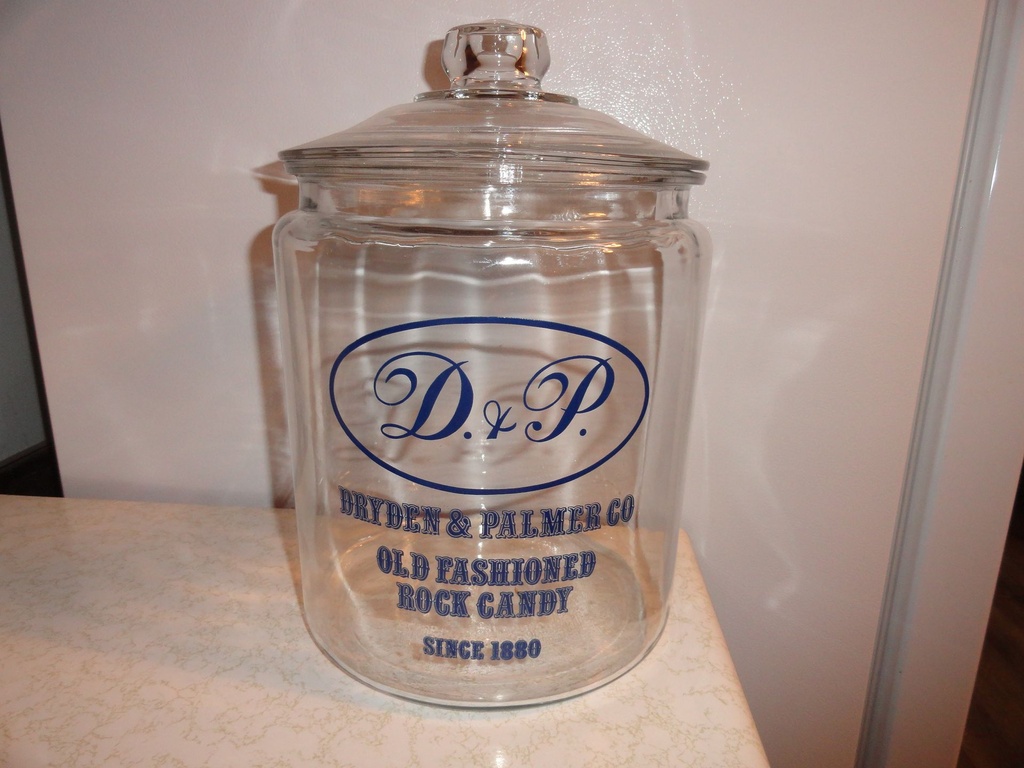 D. & P.
DRYDEN & PALMER CO
OLD FASHIONED
ROCK CANDY
SINCE 1880